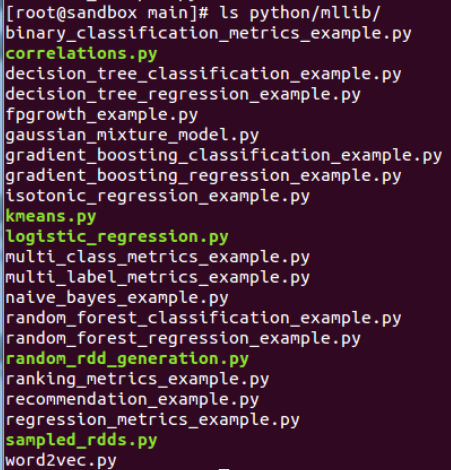 [root@sandbox main]# ls python/mllib/
binary_classification_metrics_example.py
correlations.py
decision_tree_classification_example.py
decision_tree_regression_example.py
fpgrowth_example.py
gaussian_mixture_model.py
gradient_boosting_classification_example.py
gradient_boosting_regression_example.py
isotonic_regression_example.py
kmeans.py
logistic_regression.py
multi_class_metrics_example.py
multi_label_metrics_example.py
naive_bayes_example.py
random_forest_classification_example.py
random_forest_regression_example.py
random_rdd_generation.py
ranking_metrics_example.py
recommendation_example.py
regression_metrics_example.py
sampled_rdds.py
word2vec.py